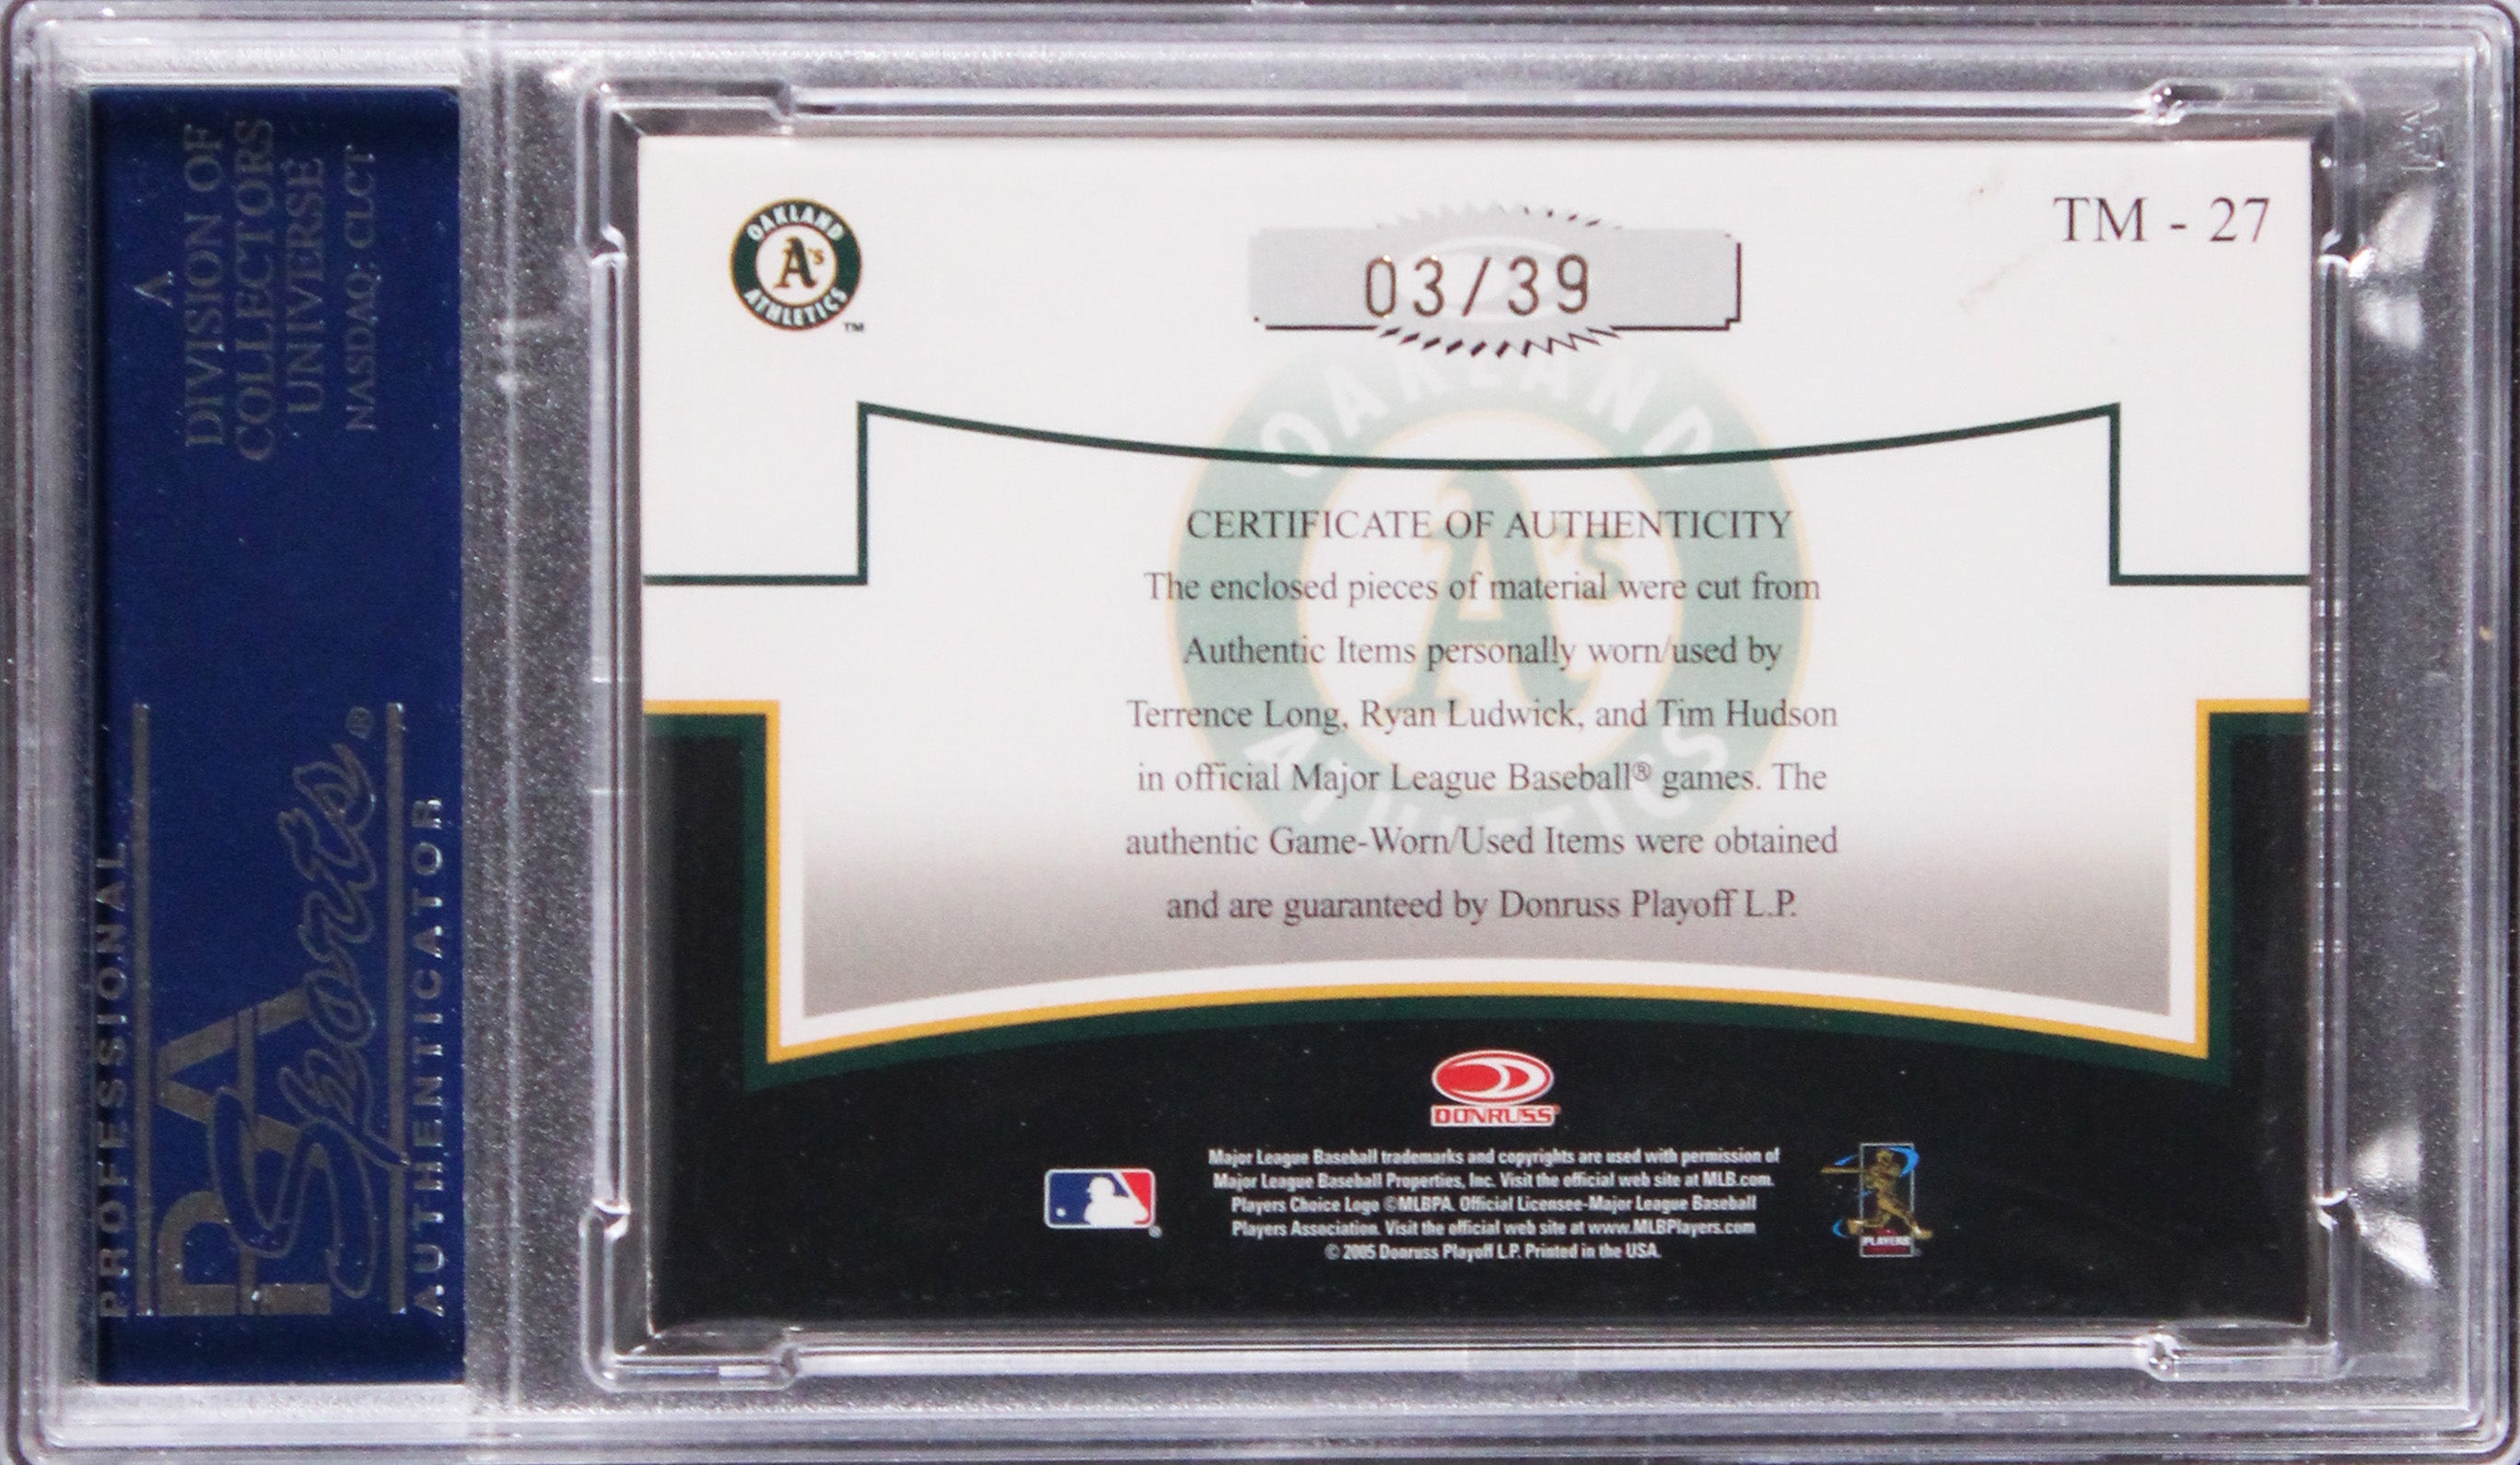 A
DIVISION OF
COLLECTORS
UNIVERSE
NASDAQ: CLCT
PROFESSIONAL
PSA
Sports®
AUTHENTICATOR
OAKLAND
A's
ATHLETICS
TM
03/39
TM - 27
OAKLAND
A's
ATHLETICS
CERTIFICATE OF AUTHENTICITY
The enclosed pieces of material were cut from
Authentic Items personally worn/used by
Terrence Long, Ryan Ludwick, and Tim Hudson
in official Major League Baseball® games. The
authentic Game-Worn/Used Items were obtained
and are guaranteed by Donruss Playoff L.P.
DONRUSS
Major League Baseball trademarks and copyrights are used with permission of
Major League Baseball Properties, Inc. Visit the official web site at MLB.com.
Players Choice Logo ©MLBPA. Official Licensee-Major League Baseball
Players Association. Visit the official web site at www.MLBPlayers.com
© 2005 Donruss Playoff L.P. Printed in the USA.
PLAYERS